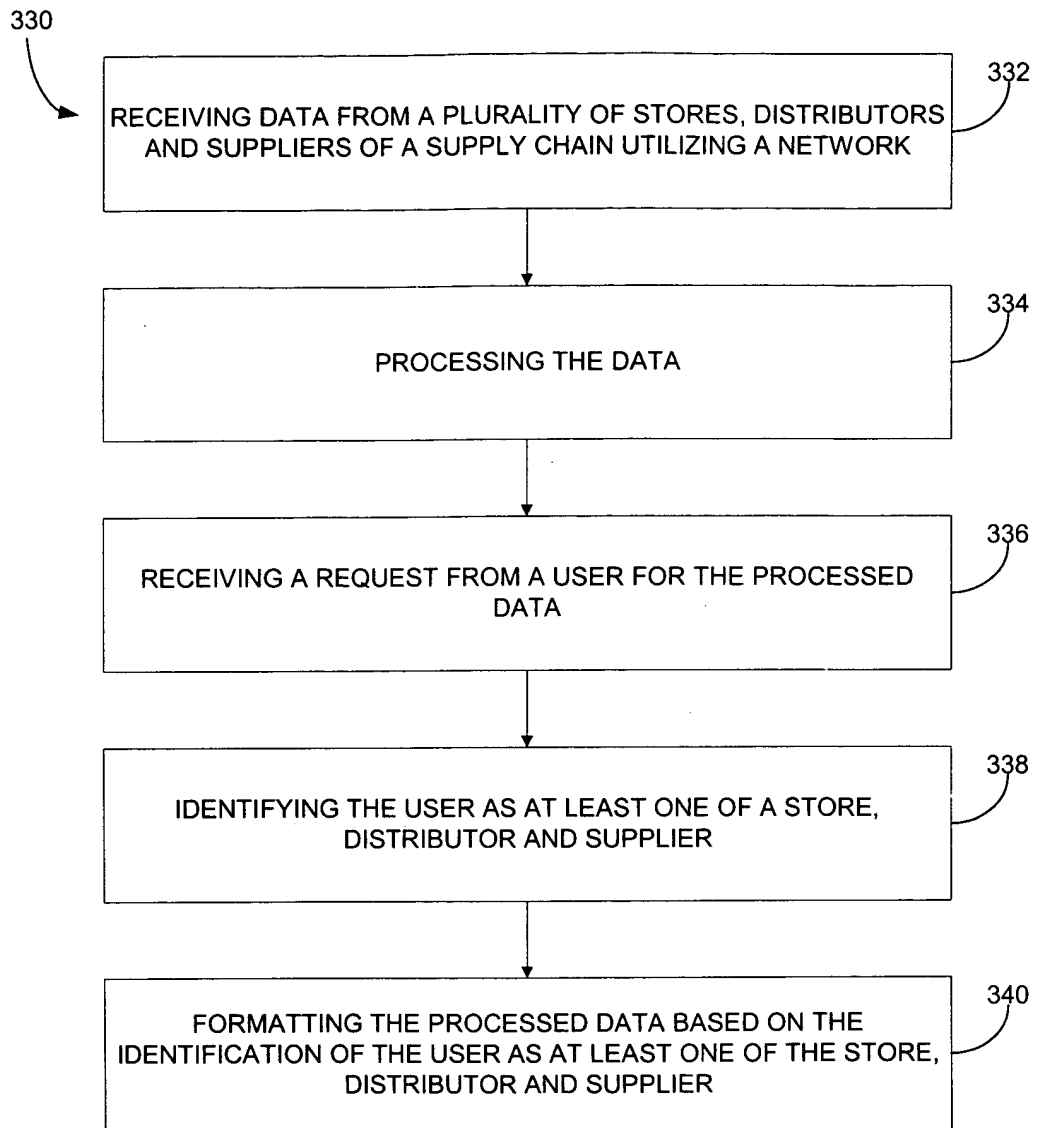 330
332
RECEIVING DATA FROM A PLURALITY OF STORES, DISTRIBUTORS
AND SUPPLIERS OF A SUPPLY CHAIN UTILIZING A NETWORK
334
PROCESSING THE DATA
336
RECEIVING A REQUEST FROM A USER FOR THE PROCESSED
DATA
338
IDENTIFYING THE USER AS AT LEAST ONE OF A STORE,
DISTRIBUTOR AND SUPPLIER
340
FORMATTING THE PROCESSED DATA BASED ON THE
IDENTIFICATION OF THE USER AS AT LEAST ONE OF THE STORE,
DISTRIBUTOR AND SUPPLIER